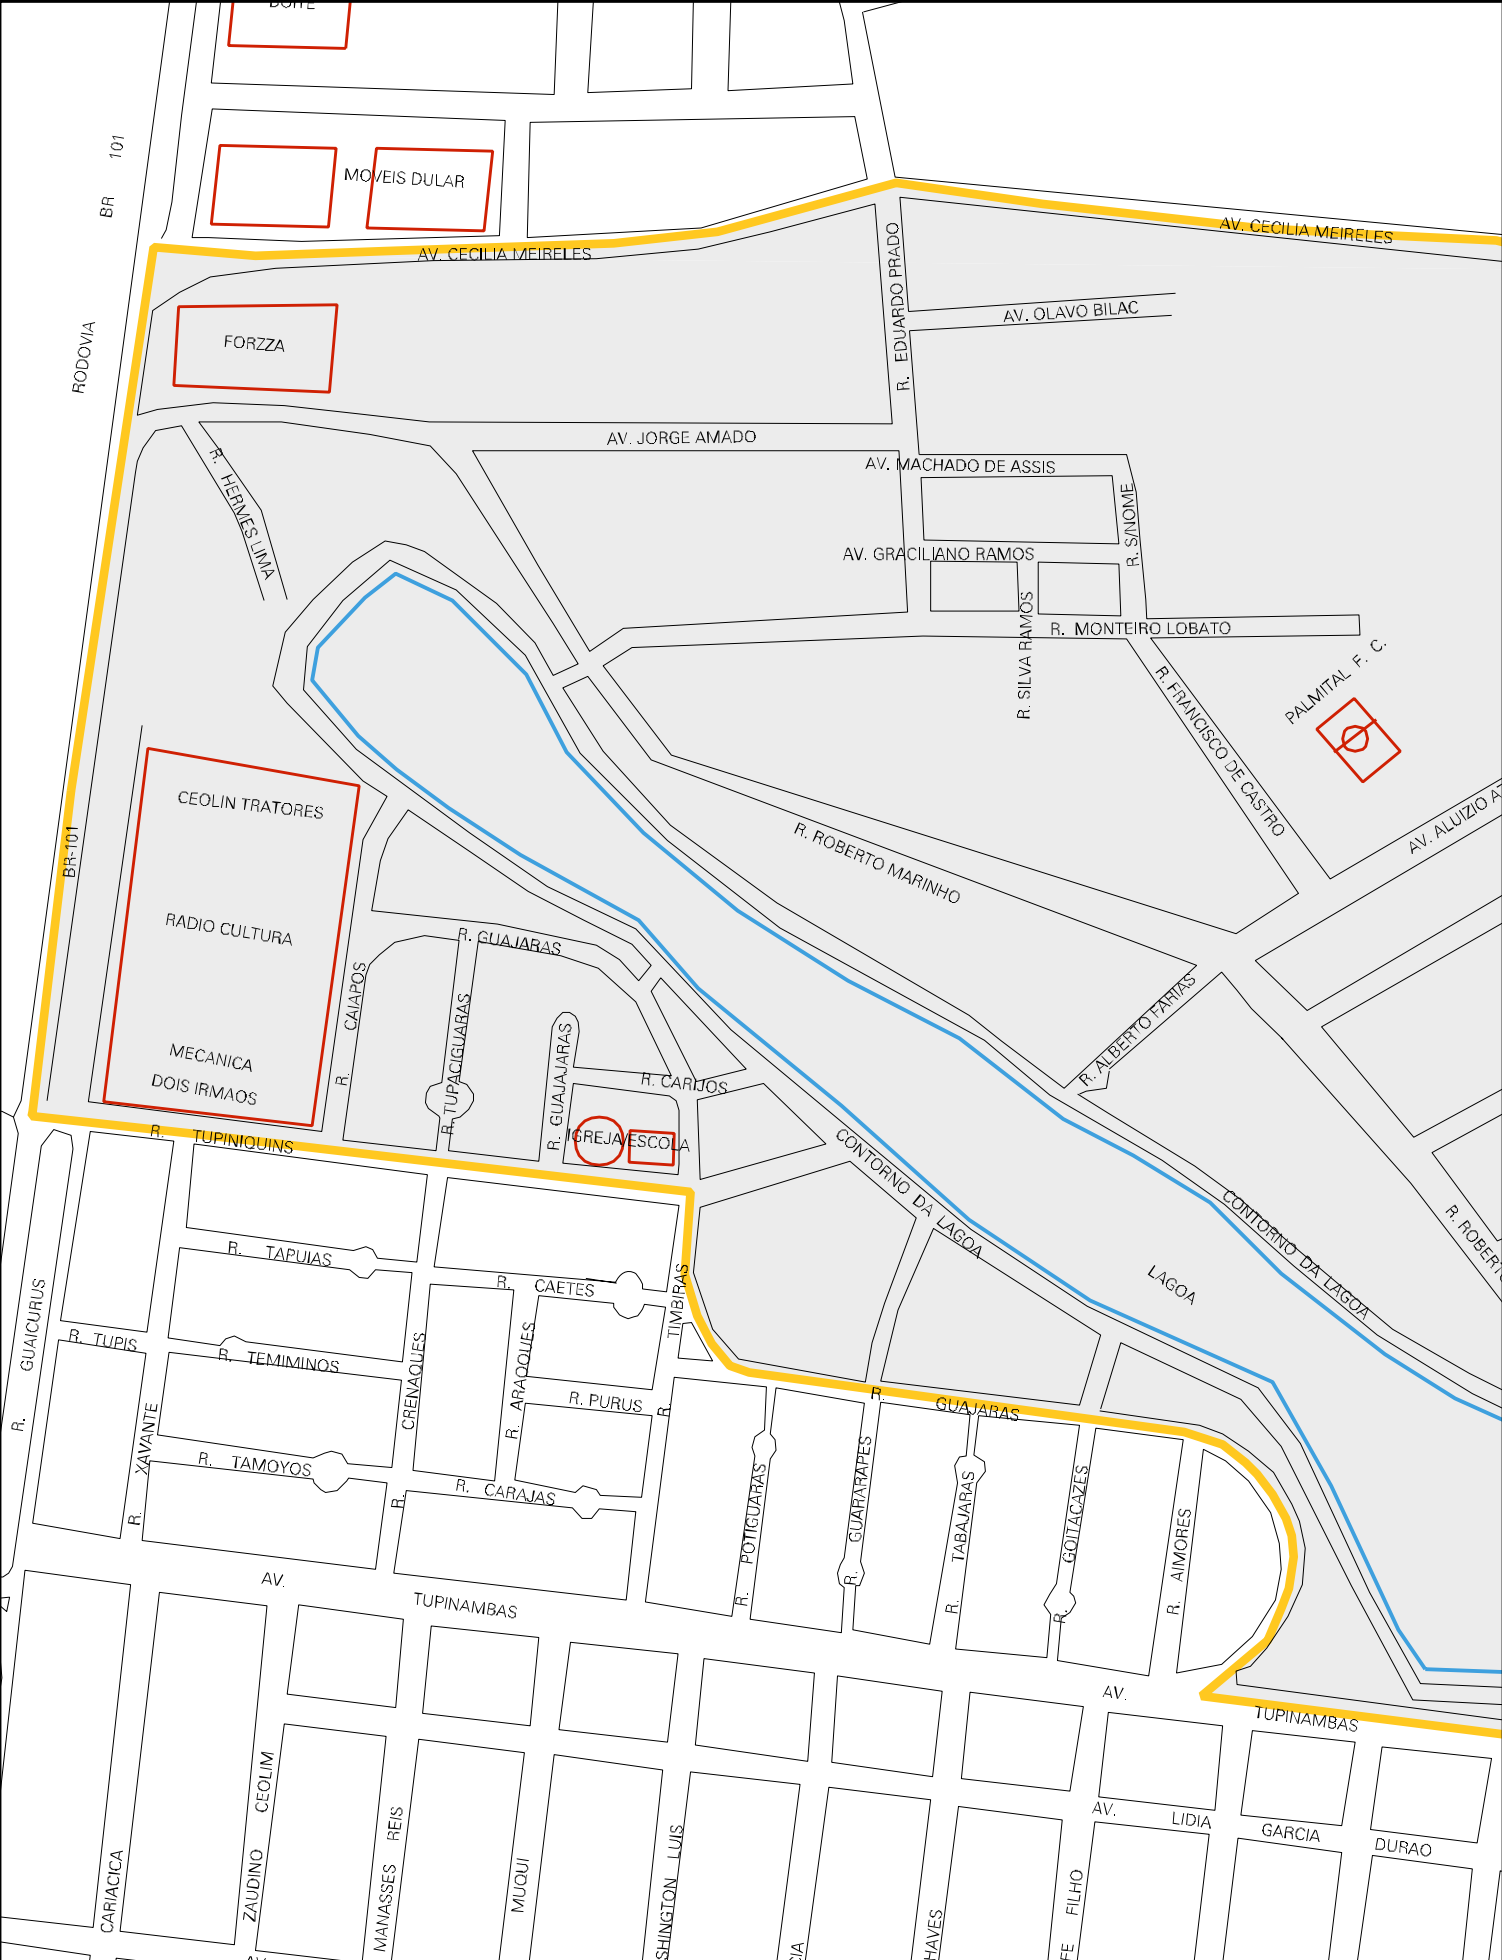 BR 101
MOVEIS DULAR
AV. CECILIA MEIRELES
AV. CECILIA MEIRELES
RODOVIA
FORZZA
R. EDUARDO PRADO
AV. OLAVO BILAC
AV. JORGE AMADO
R. HERMES LIMA
AV. MACHADO DE ASSIS
R. S/NOME
AV. GRACILIANO RAMOS
R. SILVA RAMOS
R. MONTEIRO LOBATO
R. FRANCISCO DE CASTRO
PALMITAL F. C.
AV. ALUIZIO
R. ROBERTO MARINHO
BR-101
CEOLIN TRATORES
RADIO CULTURA
MECANICA
DOIS IRMAOS
R. CAIAPOS
R. GUAJARAS
R. TUPACIGUARAS
R. GUAJAJARAS
R. CARIJOS
IGREJA/ESCOLA
R. ALBERTO FARIAS
CONTORNO DA LAGOA
CONTORNO DA LAGOA
LAGOA
R. TUPINIQUINS
R. TAPUIAS
R. CAETES
R. TIMBIRAS
R. GUAICURUS
R. TUPIS
R. TEMIMINOS
R. CRENAQUES
R. ARAOQUES
R. PURUS
R. GUAJARAS
R. XAVANTE
R. TAMOYOS
R. CARAJAS
R. POTIGUARAS
R. GUARARAPES
R. TABAJARAS
R. GOITACAZES
R. AIMORES
AV. TUPINAMBAS
AV. TUPINAMBAS
AV. LIDIA GARCIA DURAO
CARIACICA
ZAUDINO CEOLIM
MANASSES REIS
MUQUI
SHINGTON LUIS
HAVES
FILHO